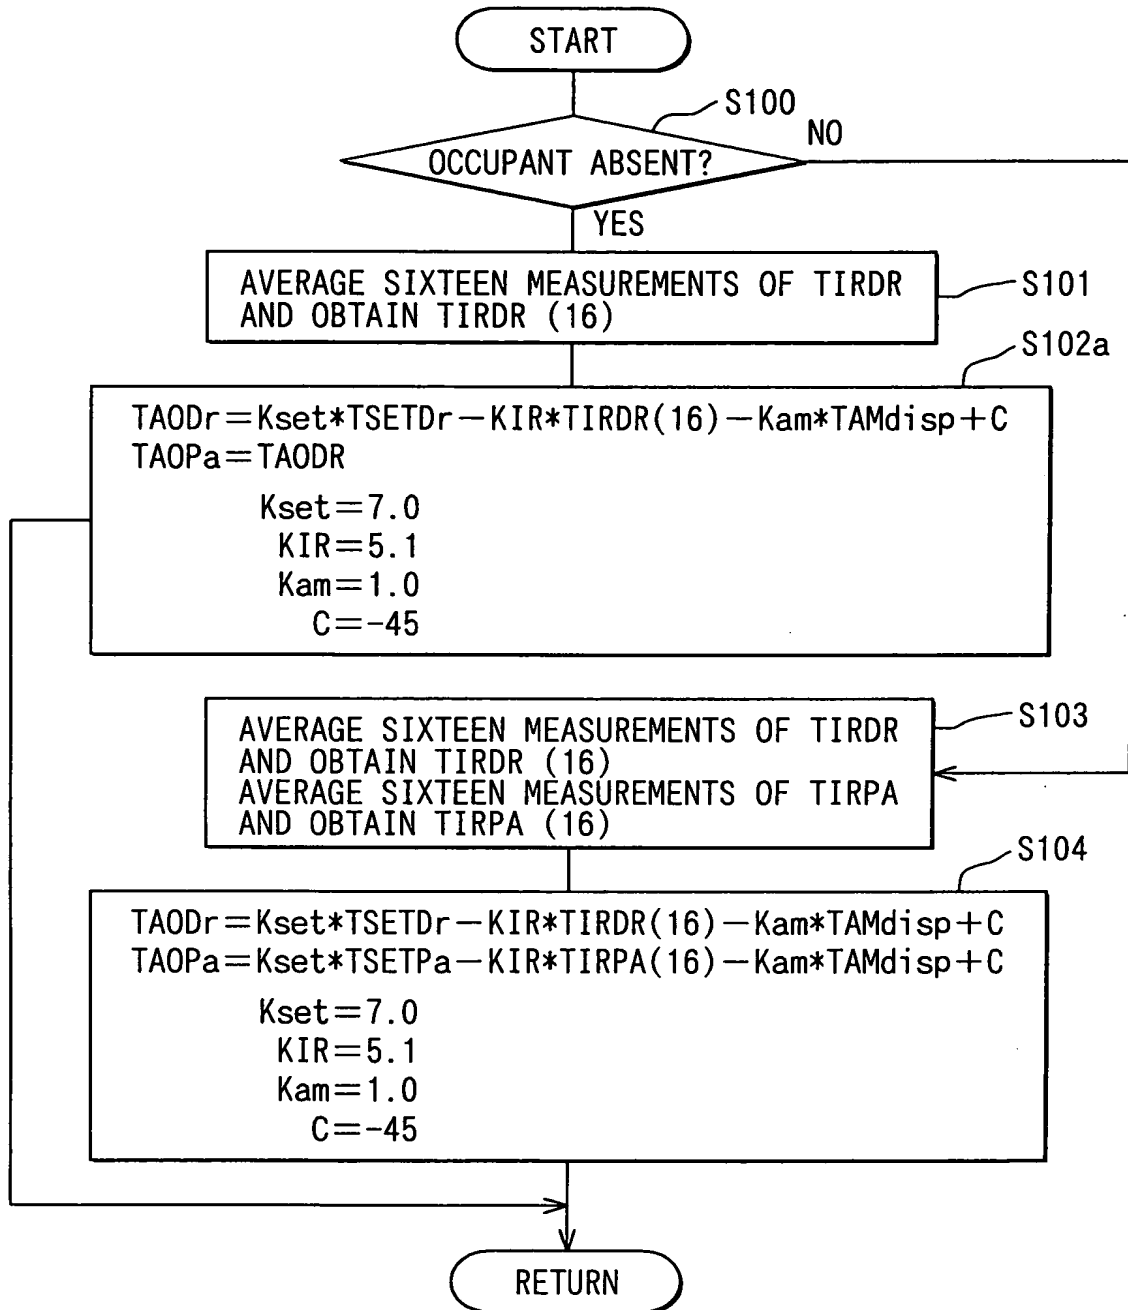 START
S100
NO
OCCUPANT ABSENT?
YES
AVERAGE SIXTEEN MEASUREMENTS OF TIRDR
AND OBTAIN TIRDR (16)
S101
S102a
TAODr=Kset*TSETDr-KIR*TIRDR(16)-Kam*TAMdisp+C
TAOPa=TAODR
Kset=7.0
KIR=5.1
Kam=1.0
C=-45
AVERAGE SIXTEEN MEASUREMENTS OF TIRDR
AND OBTAIN TIRDR (16)
AVERAGE SIXTEEN MEASUREMENTS OF TIRPA
AND OBTAIN TIRPA (16)
S103
S104
TAODr=Kset*TSETDr-KIR*TIRDR(16)-Kam*TAMdisp+C
TAOPa=Kset*TSETPa-KIR*TIRPA(16)-Kam*TAMdisp+C
Kset=7.0
KIR=5.1
Kam=1.0
C=-45
RETURN